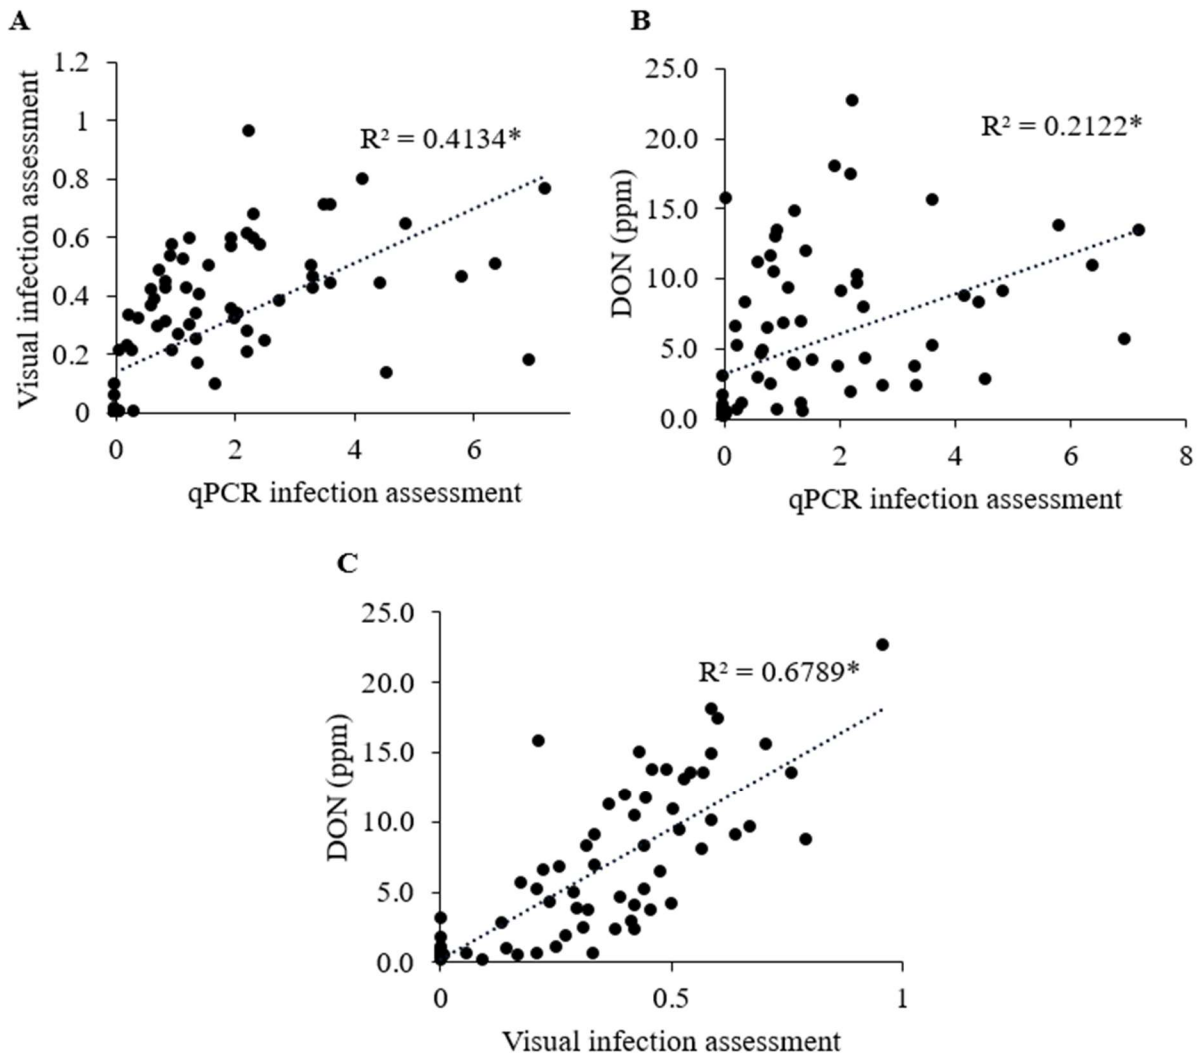 A
Visual infection assessment
1.2
1
0.8
0.6
0.4
0.2
0
R² = 0.4134*
0 2 4 6
qPCR infection assessment
B
DON (ppm)
25.0
20.0
15.0
10.0
5.0
0.0
R² = 0.2122*
0 2 4 6 8
qPCR infection assessment
C
DON (ppm)
25.0
20.0
15.0
10.0
5.0
0.0
R² = 0.6789*
0 0.5 1
Visual infection assessment